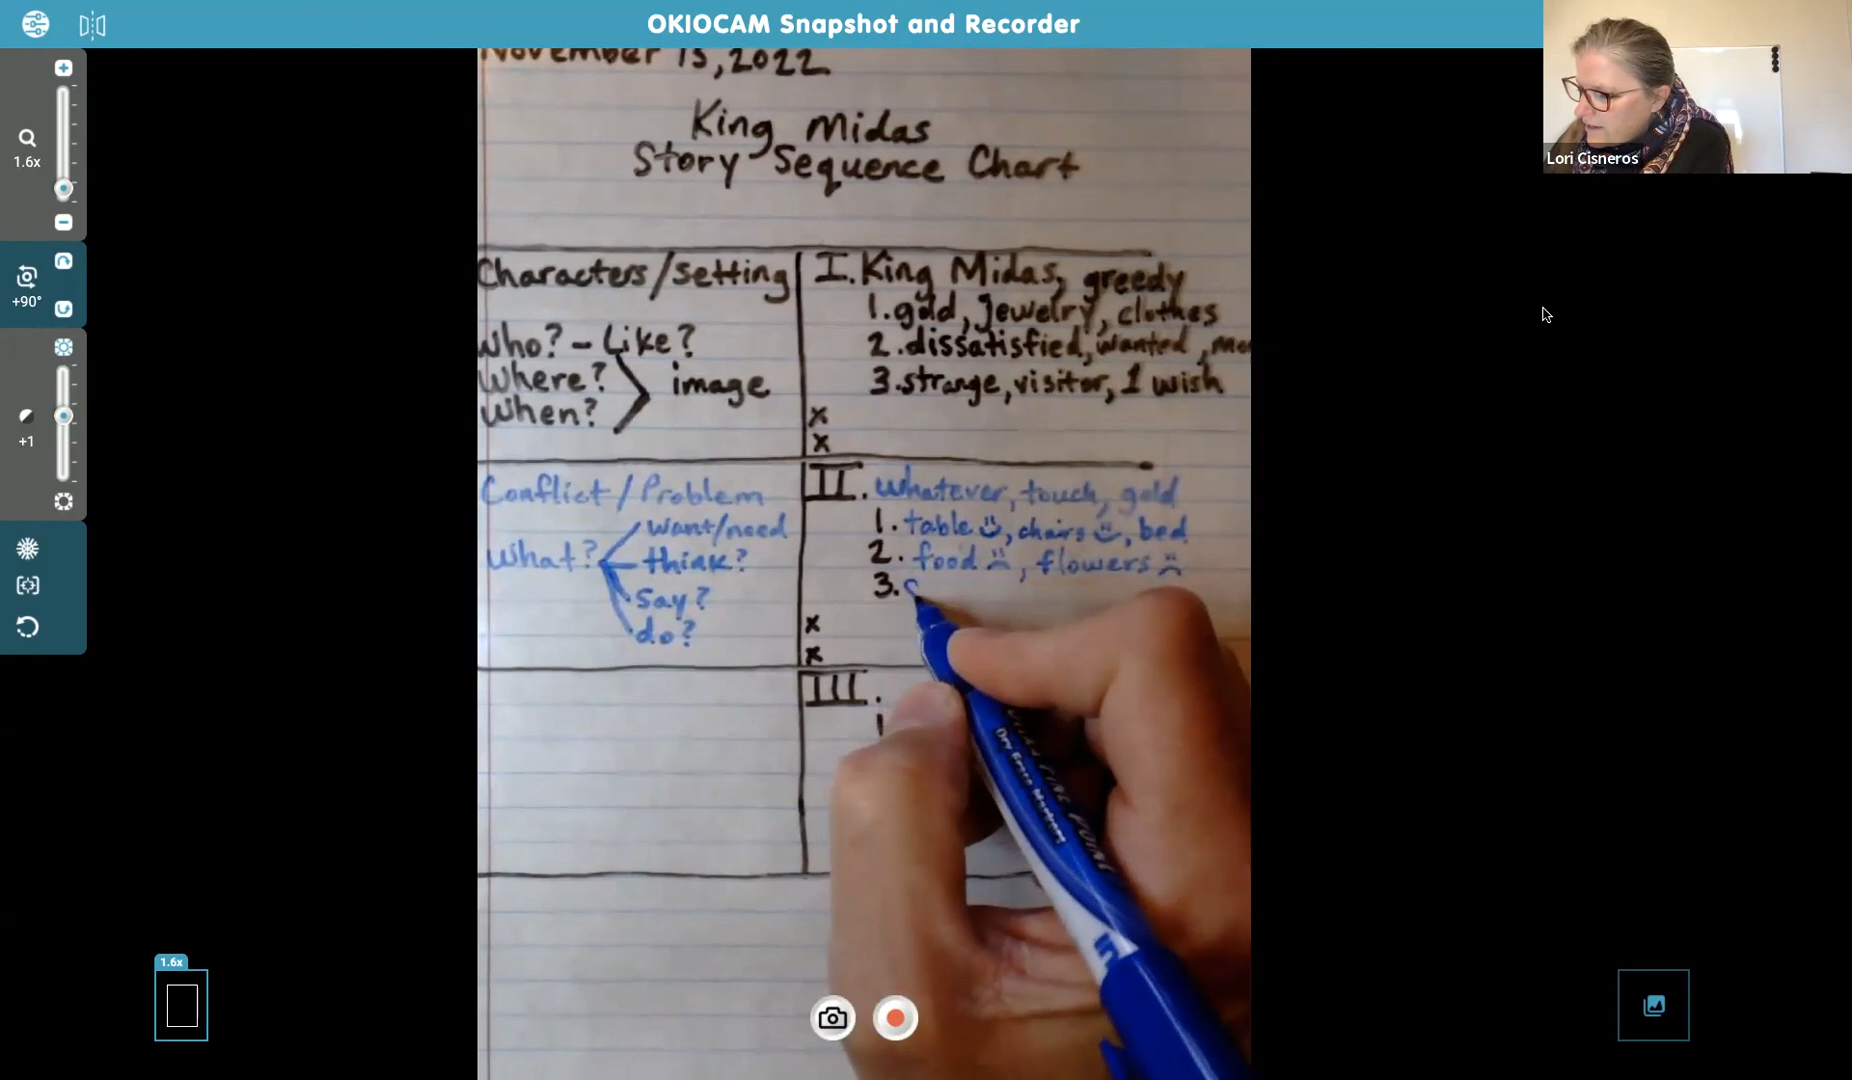 OKIOCAM Snapshot and Recorder
1.6x
+90°
+1
Lori Cisneros
November 15, 2022
King Midas
Story Sequence Chart
Characters/setting
Who? - Like?
Where?
When?
image
I. King Midas, greedy
1. gold, jewelry, clothes
2. dissatisfied, wanted,
3. strange, visitor, 1 wish
x
x
Conflict/Problem
What?
want/need
think?
Say?
do?
II. Whatever, touch, gold
1. table, chairs, bed
2. food, flowers
3.
x
x
III.
Dry Erase Markers
1.6x